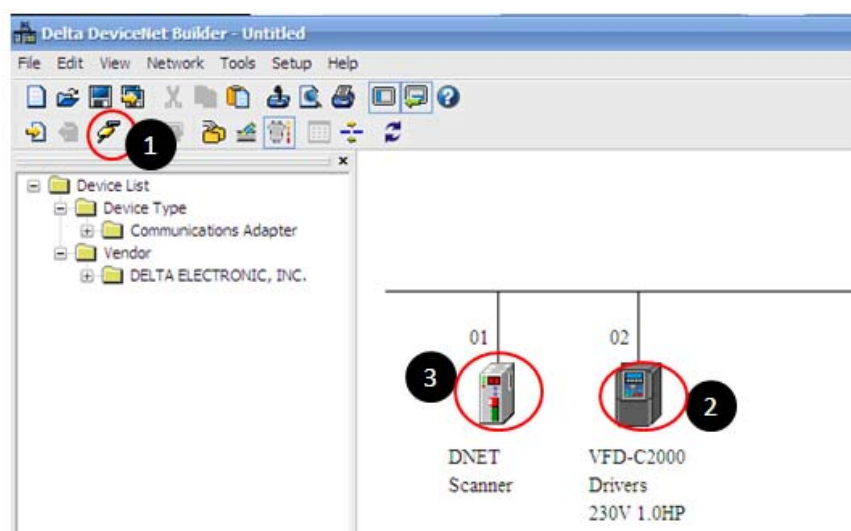 Delta DeviceNet Builder - Untitled
File Edit View Network Tools Setup Help
1
Device List
Device Type
Communications Adapter
Vendor
DELTA ELECTRONIC, INC.
01 02
3
2
DNET VFD-C2000
Scanner Drivers
230V 1.0HP